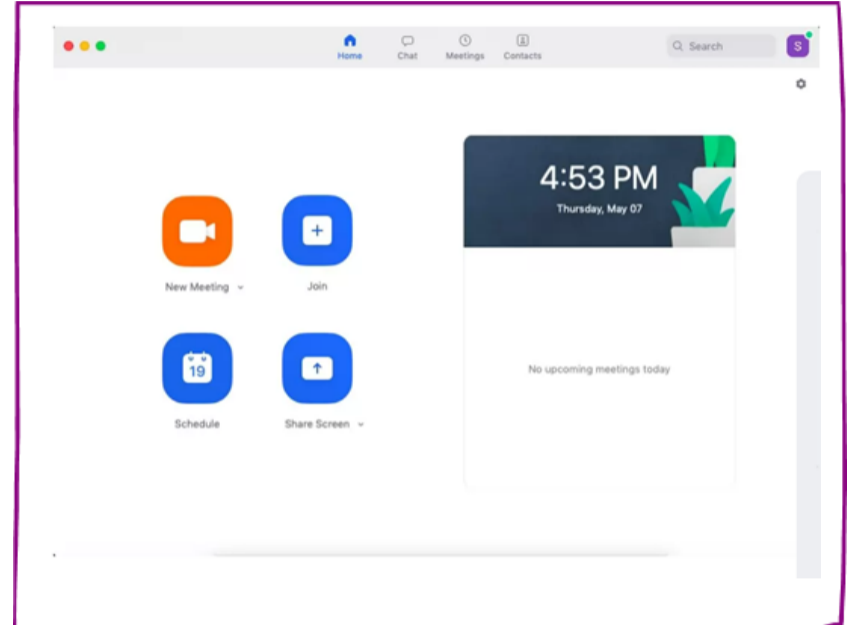 Home
Chat
Meetings
Contacts
Search
S
4:53 PM
Thursday, May 07
New Meeting
Join
No upcoming meetings today
19
Schedule
Share Screen